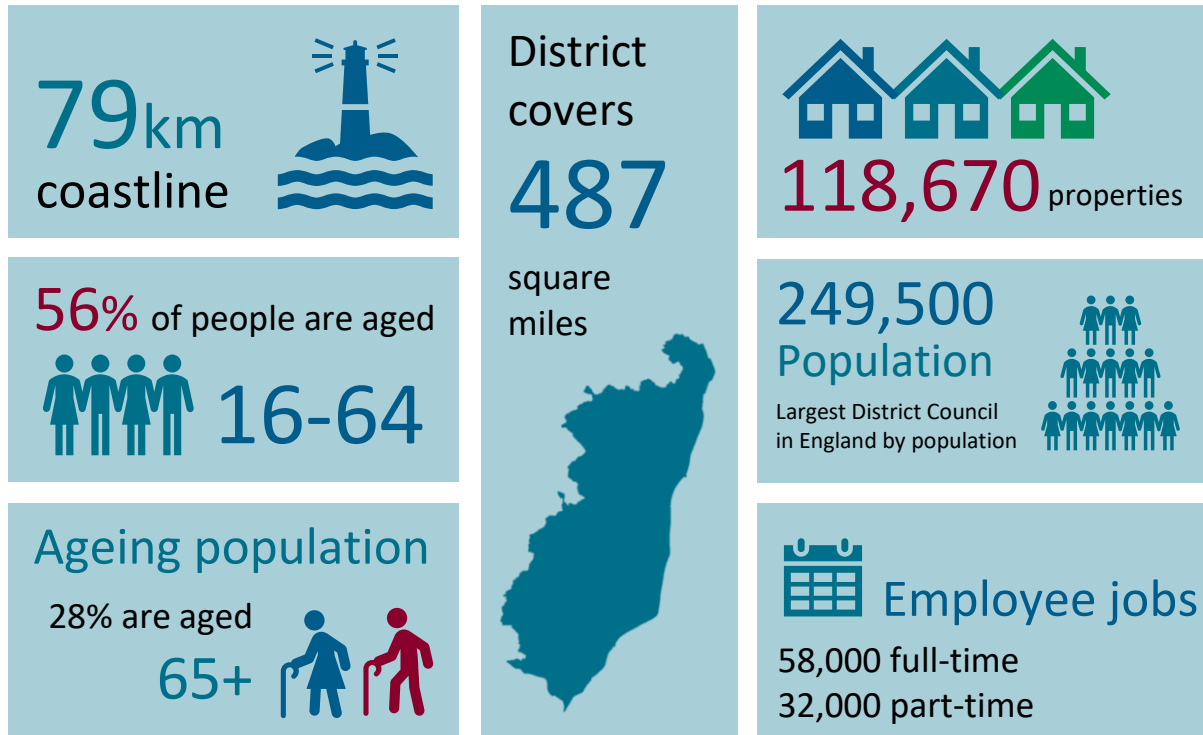 79km
coastline
56% of people are aged
16-64
Ageing population
28% are aged
65+
District
covers
487
square
miles
118,670 properties
249,500
Population
Largest District Council
in England by population
Employee jobs
58,000 full-time
32,000 part-time